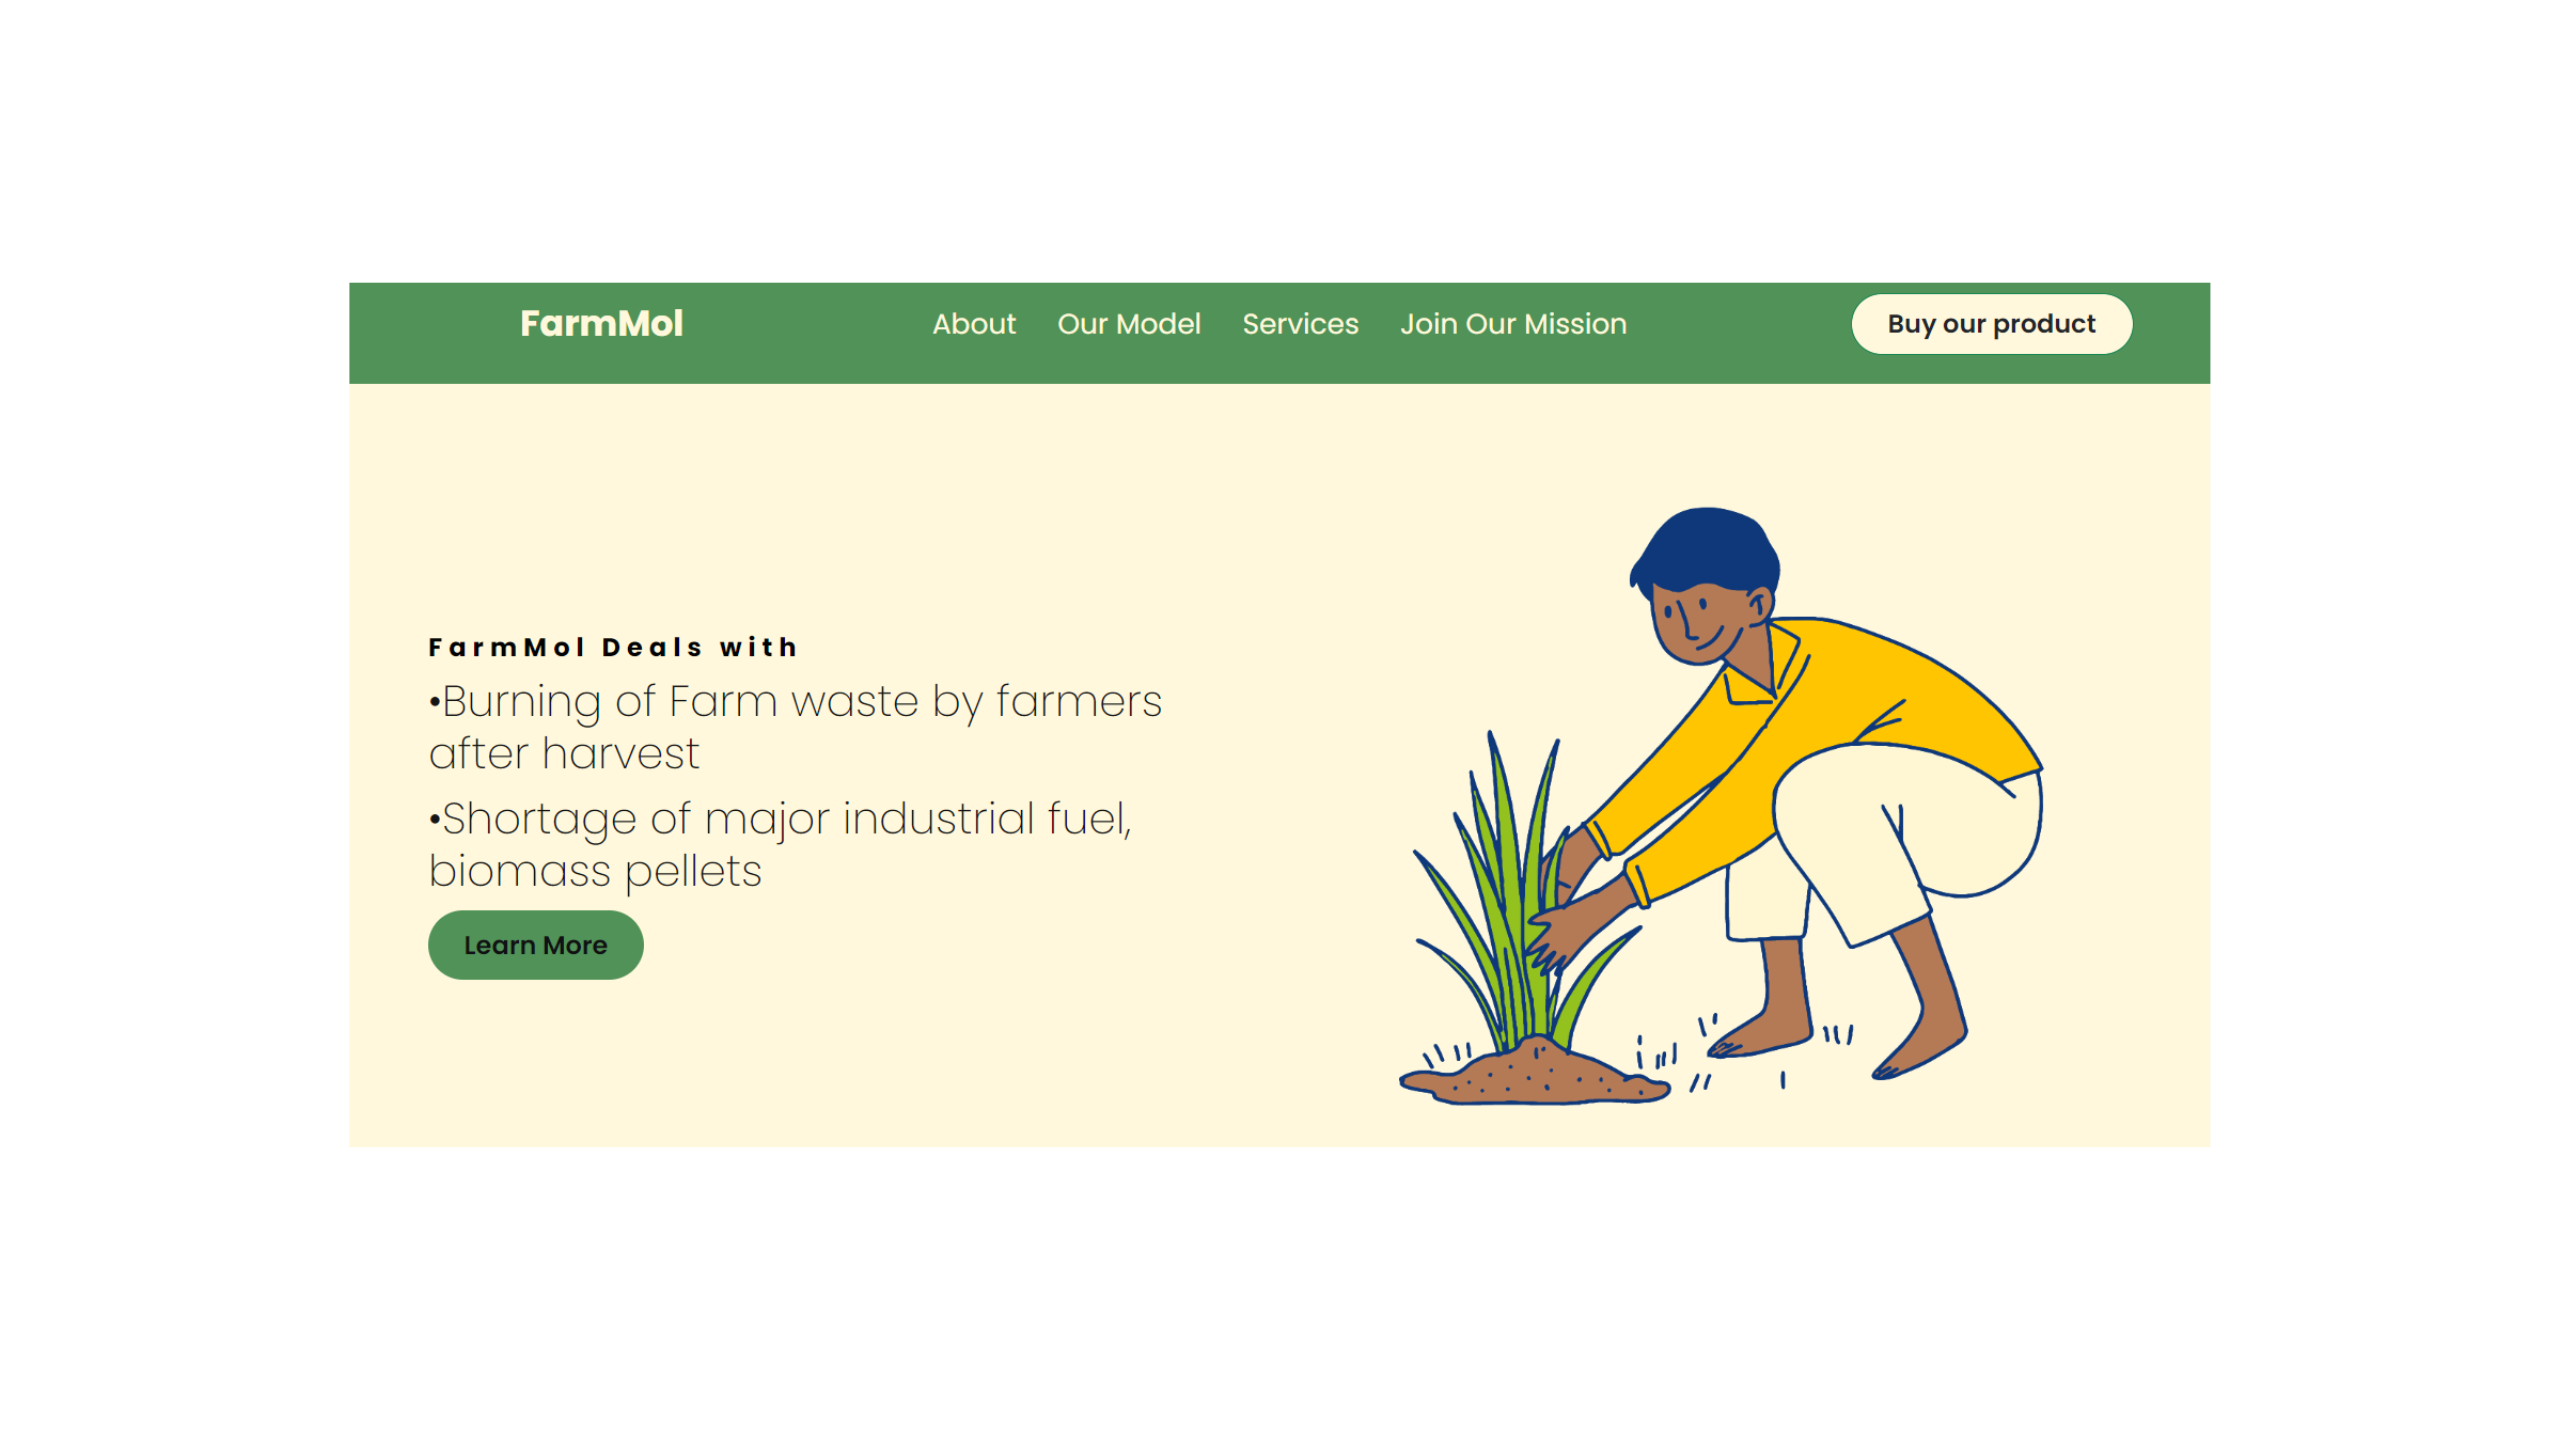 FarmMol
About Our Model Services Join Our Mission
Buy our product
FarmMol Deals with
•Burning of Farm waste by farmers
after harvest
•Shortage of major industrial fuel,
biomass pellets
Learn More